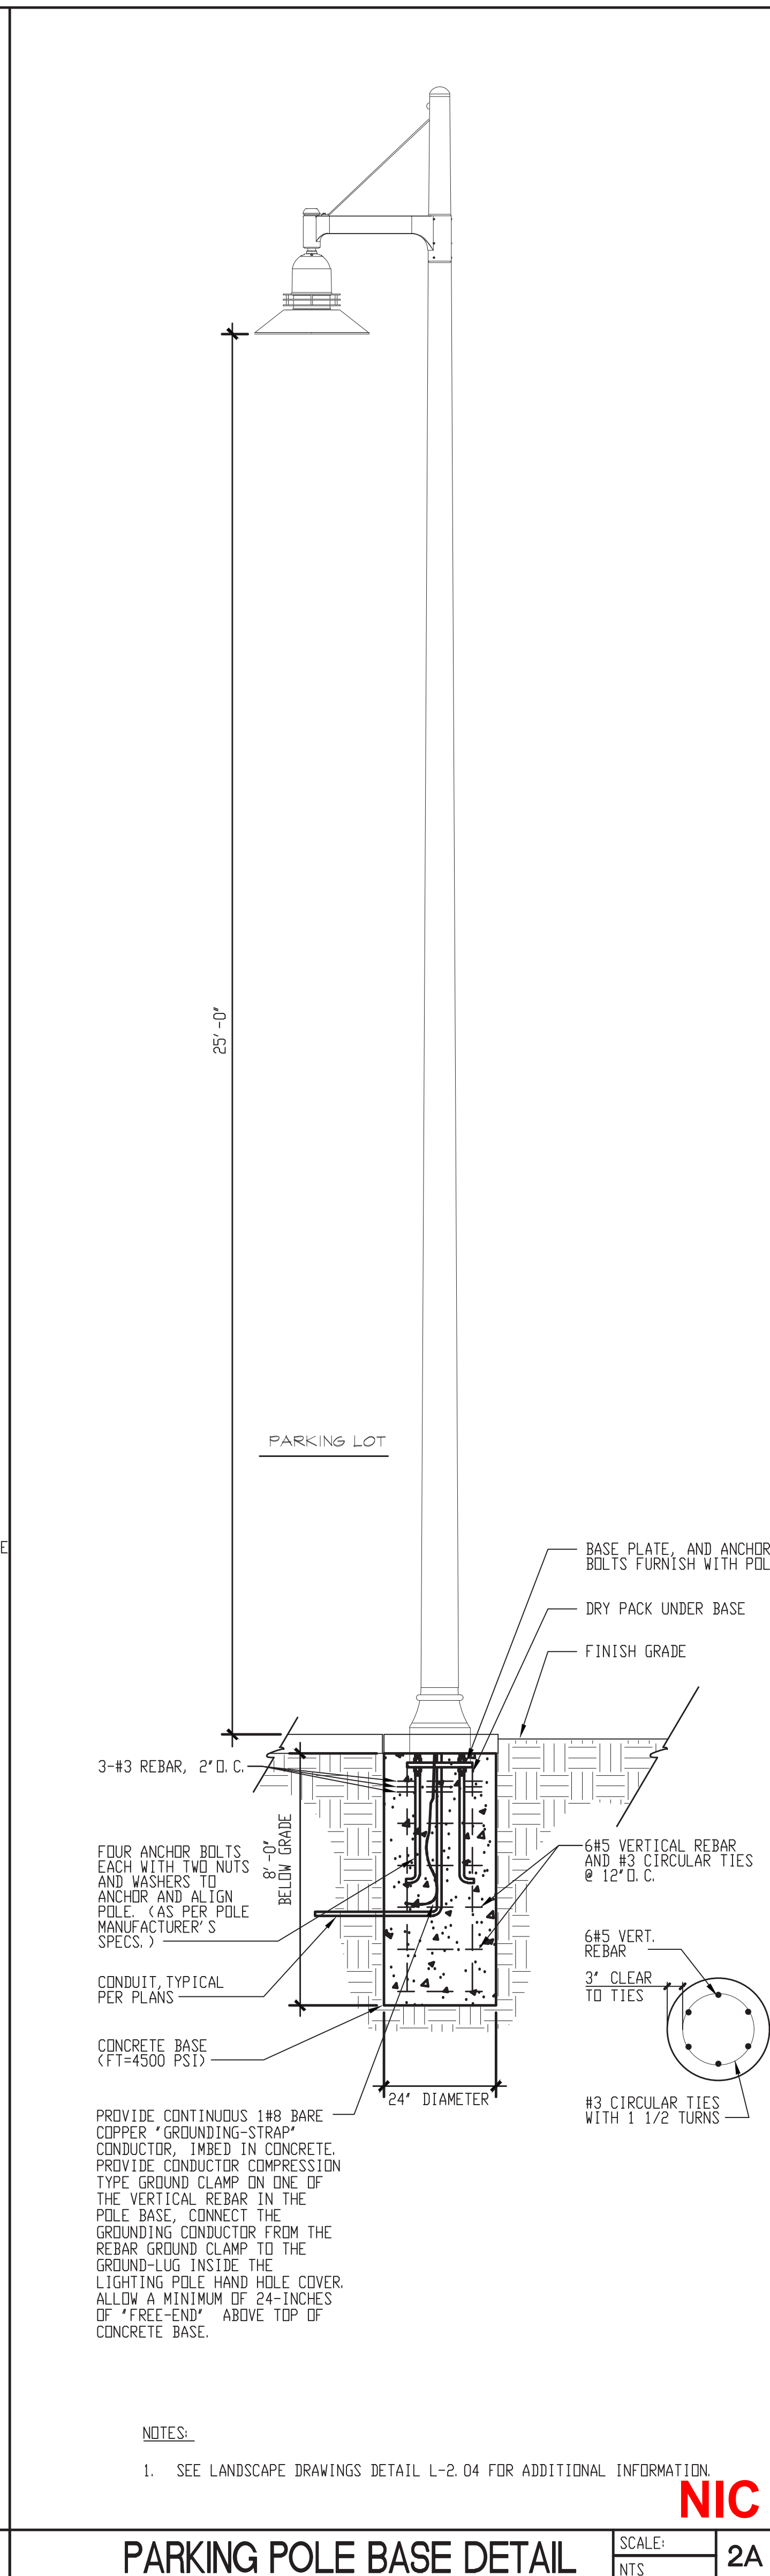 25'-0"
PARKING LOT
E
BASE PLATE, AND ANCHOR
BOLTS FURNISH WITH POL
DRY PACK UNDER BASE
FINISH GRADE
3-#3 REBAR, 2"O.C.
8'-0"
BELOW GRADE
FOUR ANCHOR BOLTS
EACH WITH TWO NUTS
AND WASHERS TO
ANCHOR AND ALIGN
POLE. (AS PER POLE
MANUFACTURER'S
SPECS.)
6#5 VERTICAL REBAR
AND #3 CIRCULAR TIES
@ 12"O.C.
6#5 VERT.
REBAR
3" CLEAR
TO TIES
CONDUIT, TYPICAL
PER PLANS
CONCRETE BASE
(FT=4500 PSI)
24" DIAMETER
#3 CIRCULAR TIES
WITH 1 1/2 TURNS
PROVIDE CONTINUOUS 1#8 BARE
COPPER "GROUNDING-STRAP"
CONDUCTOR, IMBED IN CONCRETE.
PROVIDE CONDUCTOR COMPRESSION
TYPE GROUND CLAMP ON ONE OF
THE VERTICAL REBAR IN THE
POLE BASE, CONNECT THE
GROUNDING CONDUCTOR FROM THE
REBAR GROUND CLAMP TO THE
GROUND-LUG INSIDE THE
LIGHTING POLE HAND HOLE COVER.
ALLOW A MINIMUM OF 24-INCHES
OF "FREE-END" ABOVE TOP OF
CONCRETE BASE.
NOTES:
1. SEE LANDSCAPE DRAWINGS DETAIL L-2.04 FOR ADDITIONAL INFORMATION.
NIC
PARKING POLE BASE DETAIL
SCALE:
NTS
2A